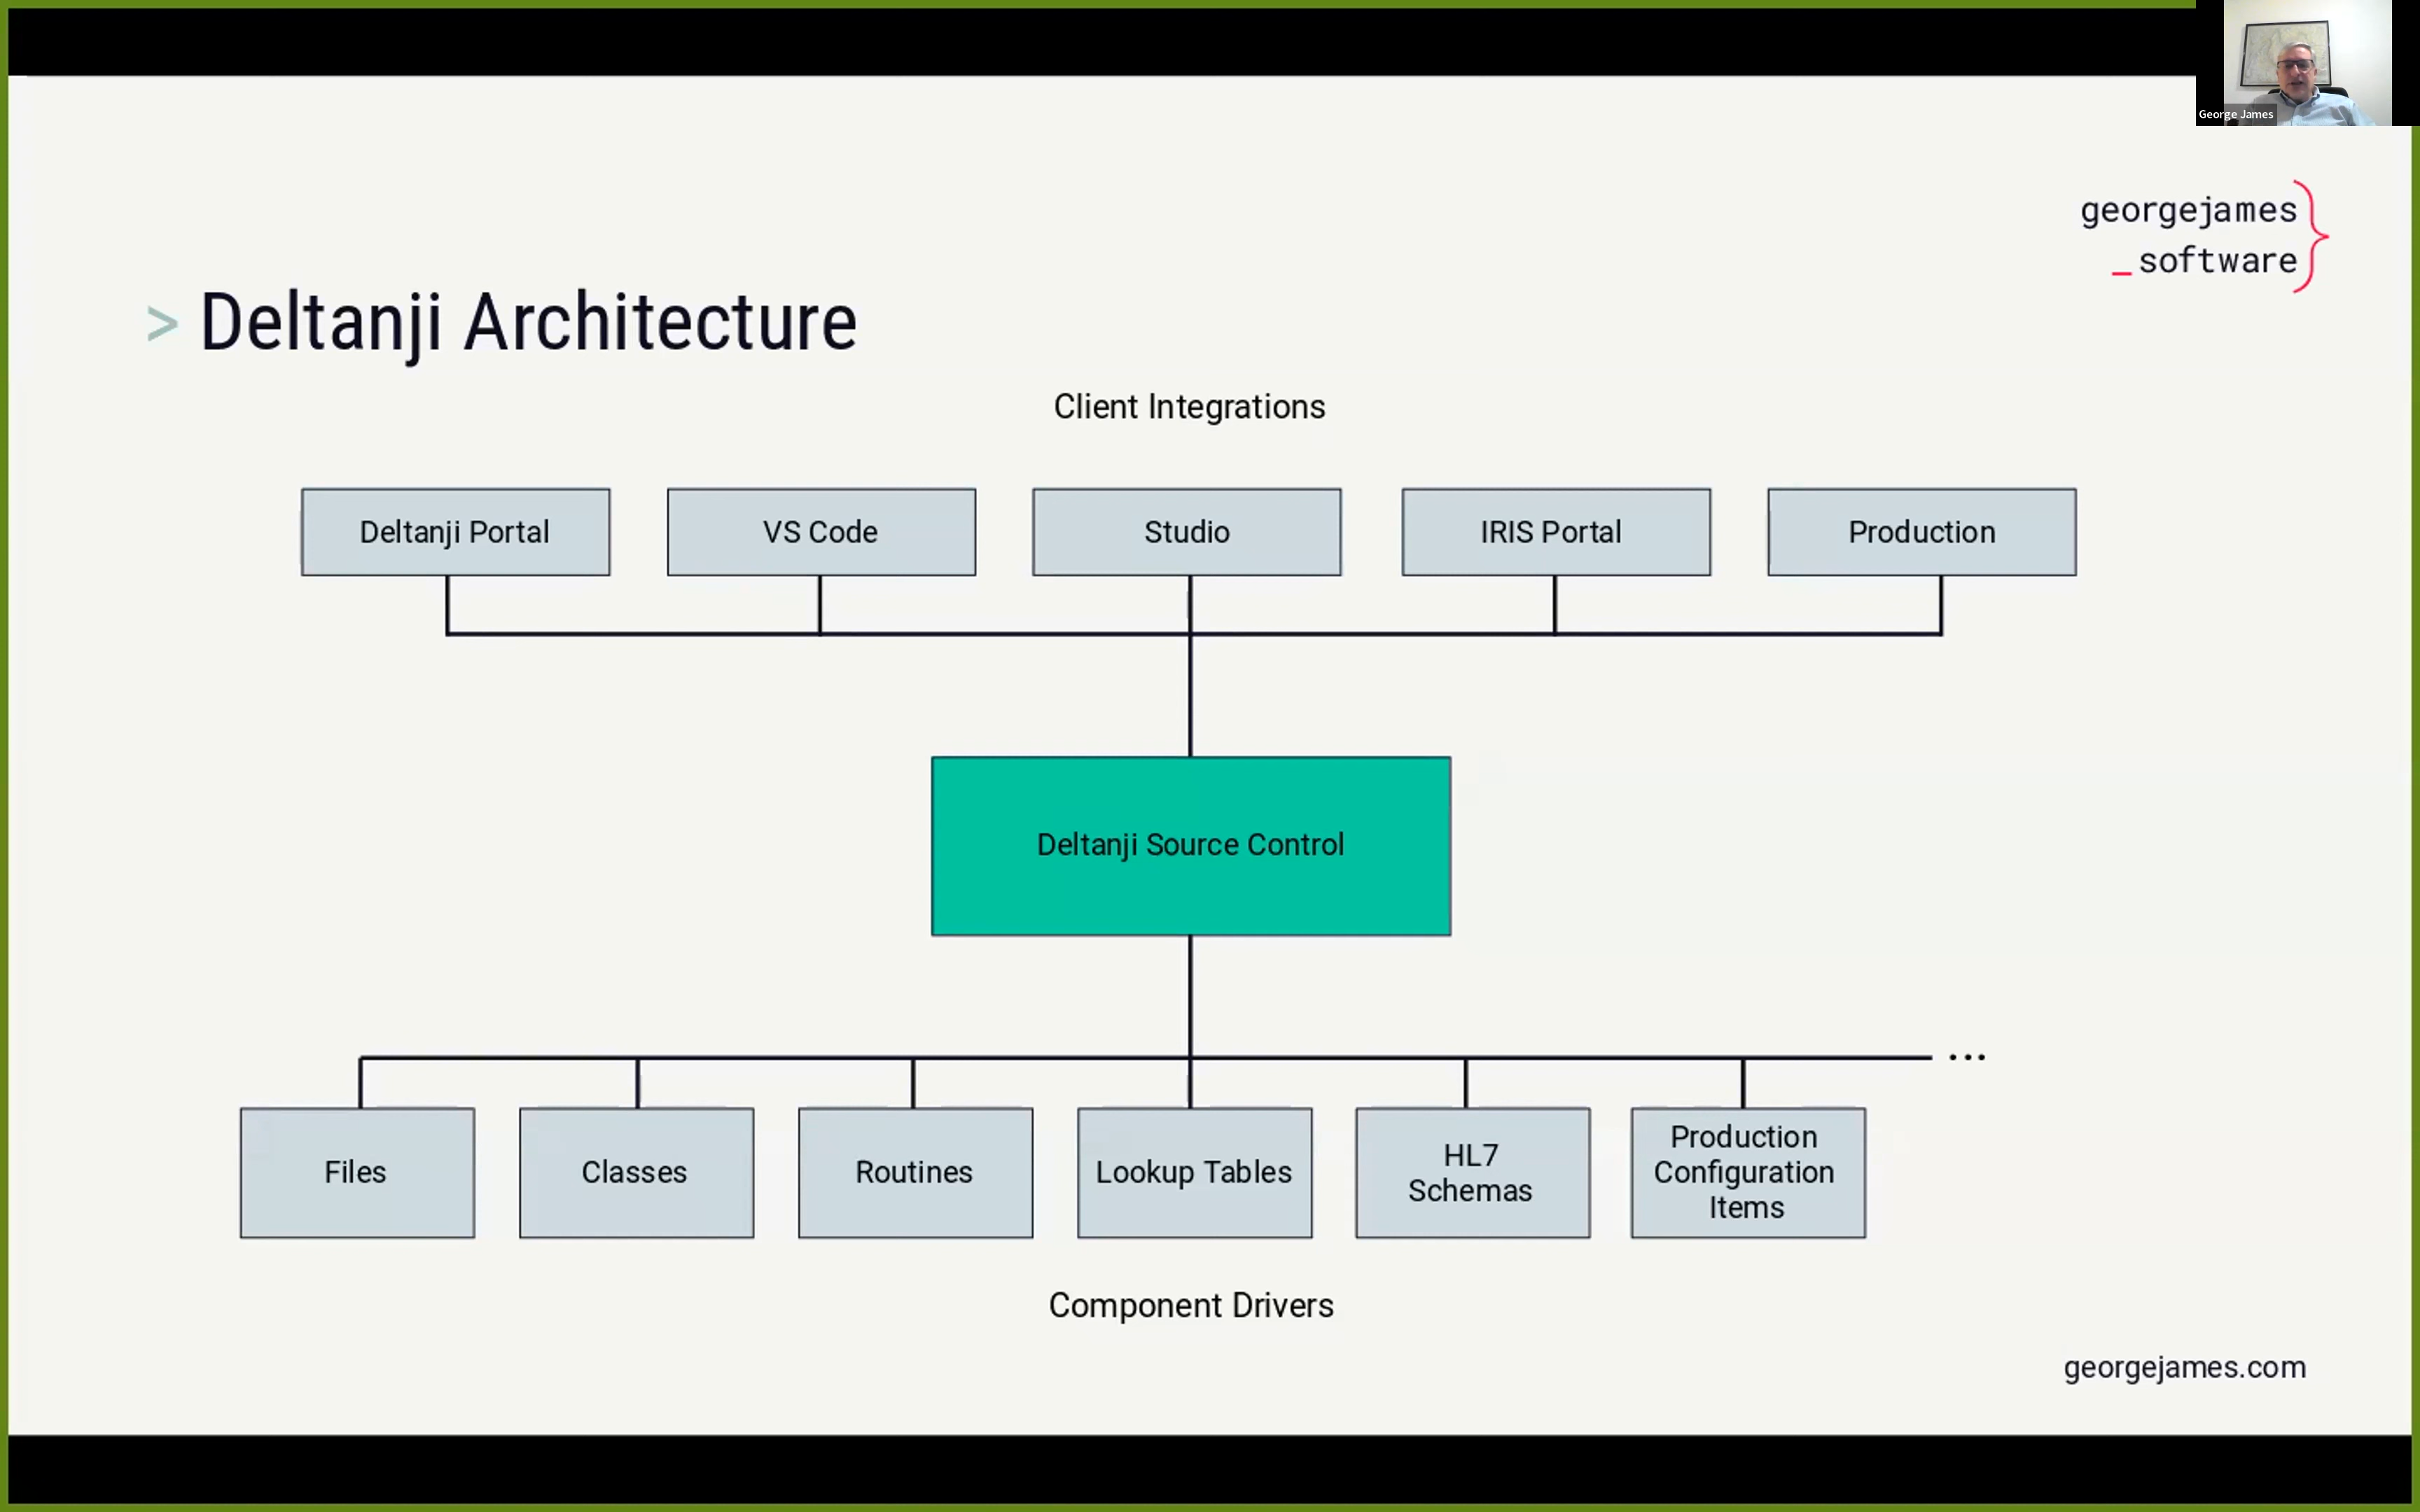 George James
georgejames
_software
> Deltanji Architecture
Client Integrations
Deltanji Portal
VS Code
Studio
IRIS Portal
Production
Deltanji Source Control
...
Files
Classes
Routines
Lookup Tables
HL7
Schemas
Production
Configuration
Items
Component Drivers
georgejames.com